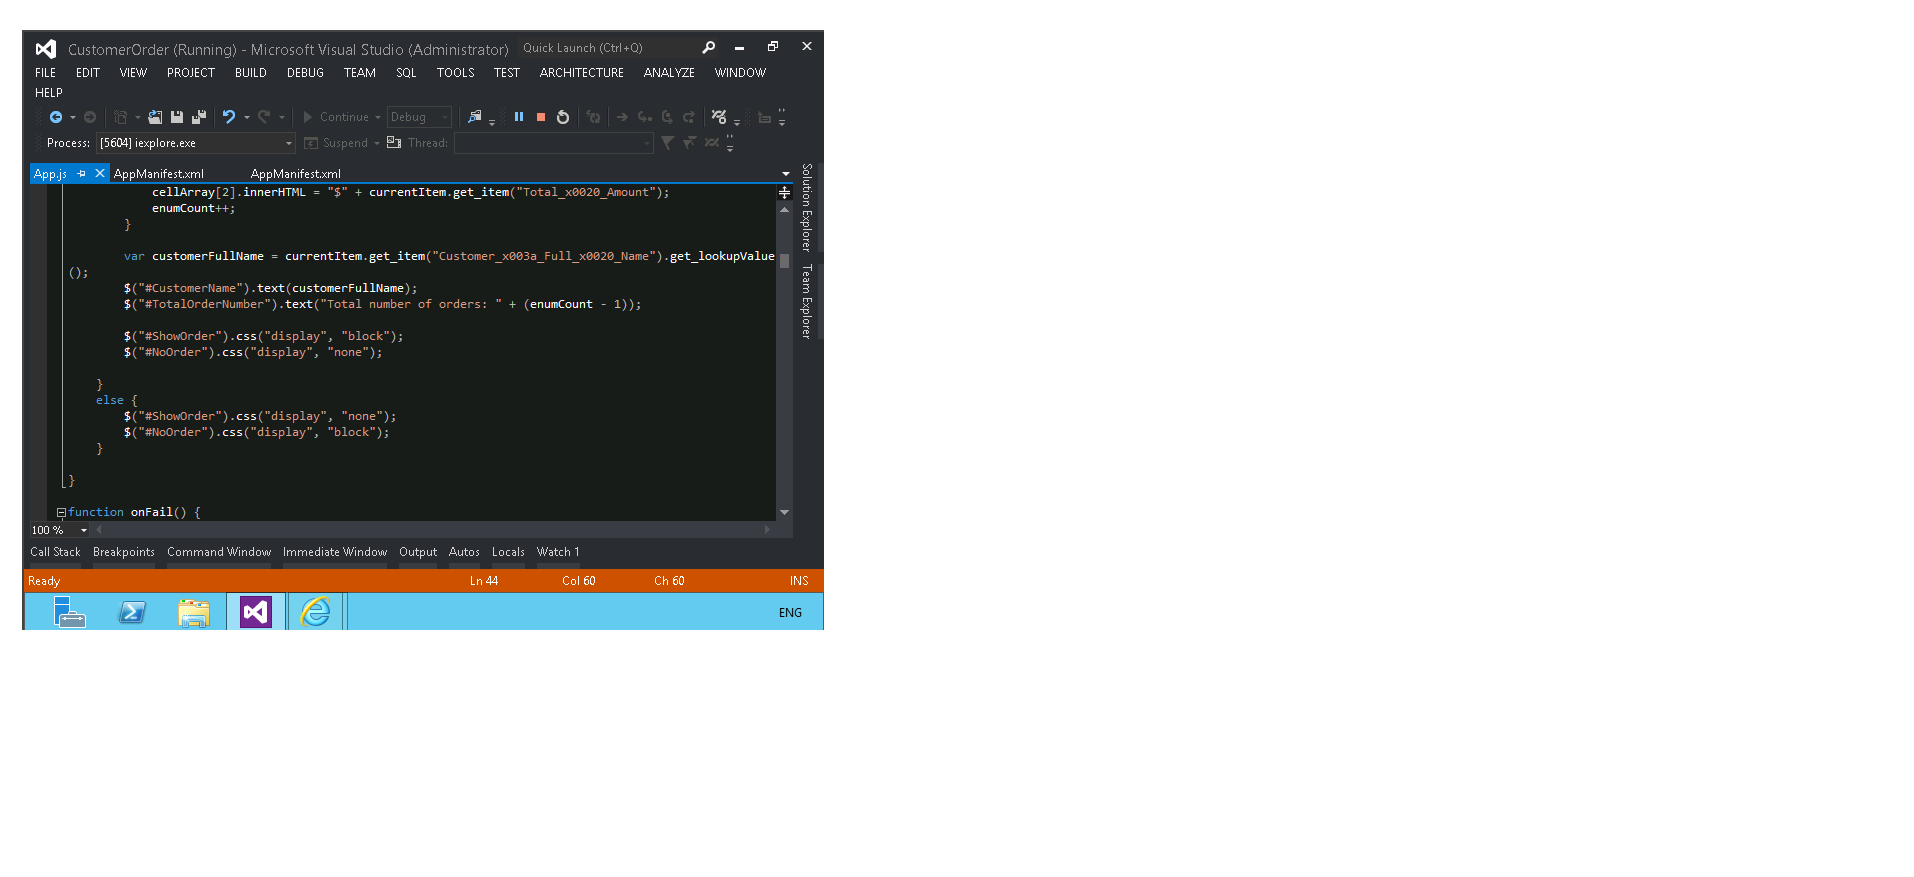 CustomerOrder (Running) - Microsoft Visual Studio (Administrator) Quick Launch (Ctrl+Q)
FILE EDIT VIEW PROJECT BUILD DEBUG TEAM SQL TOOLS TEST ARCHITECTURE ANALYZE WINDOW
HELP
Continue Debug
Process: [5604] iexplore.exe Suspend Thread:
App.js AppManifest.xml AppManifest.xml
cellArray[2].innerHTML = "$" + currentItem.get_item("Total_x0020_Amount");
enumCount++;
}
var customerFullName = currentItem.get_item("Customer_x003a_Full_x0020_Name").get_lookupValue
();
$("#CustomerName").text(customerFullName);
$("#TotalOrderNumber").text("Total number of orders: " + (enumCount - 1));
$("#ShowOrder").css("display", "block");
$("#NoOrder").css("display", "none");
}
else {
$("#ShowOrder").css("display", "none");
$("#NoOrder").css("display", "block");
}
}
function onFail() {
100 %
Solution Explorer
Team Explorer
Call Stack Breakpoints Command Window Immediate Window Output Autos Locals Watch 1
Ready Ln 44 Col 60 Ch 60 INS
ENG